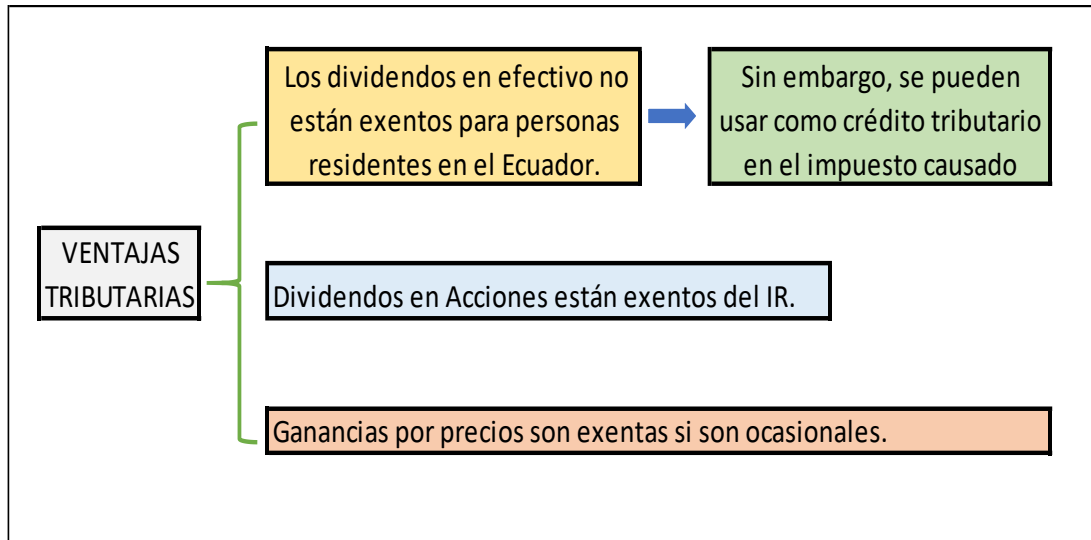 Los dividendos en efectivo no
están exentos para personas
residentes en el Ecuador.
Sin embargo, se pueden
usar como crédito tributario
en el impuesto causado
VENTAJAS
TRIBUTARIAS
Dividendos en Acciones están exentos del IR.
Ganancias por precios son exentas si son ocasionales.